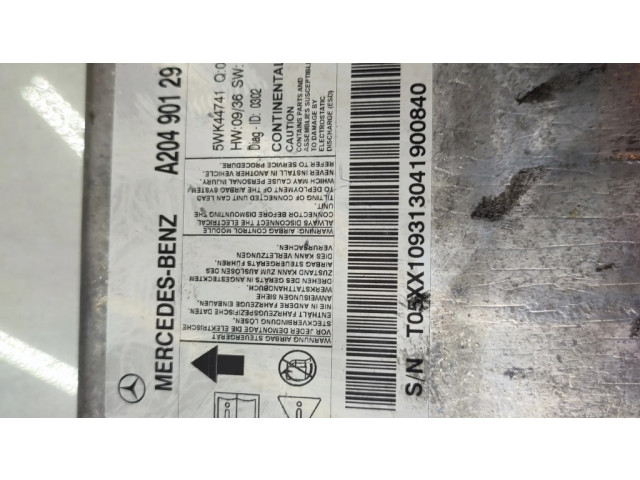 MERCEDES-BENZ A204 901 29
5WK44741 Q:0
HW:09/36 SW:
Diag - ID: 0302
CONTINENTAL
CAUTION
CONTAINS PARTS AND
ASSEMBLIES SUSCEPTIBLE
TO DAMAGE BY
ELECTROSTATIC
DISCHARGE (ESD)
WARNUNG AIRBAG STEUERGERÄT
VOR JEDER DEMONTAGE DIE ELEKTRISCHE
STECKVERBINDUNG LÖSEN.
ENTHÄLT FAHRZEUGSPEZIFISCHE DATEN.
NIE IN ANDERE FAHRZEUGE EINBAUEN.
ANWEISUNGEN SIEHE
WERKSTATTHANDBUCH.
DREHEN DES GERÄTS IM EINGESTECKTEN
ZUSTAND KANN ZUM AUSLÖSEN DES
AIRBAG STEUERGERÄTS FÜHREN.
DIES KANN VERLETZUNGEN
VERURSACHEN.
WARNING: AIRBAG CONTROL MODULE
ALWAYS DISCONNECT THE ELECTRICAL
CONNECTOR BEFORE DISMOUNTING THE
UNIT.
TILTING OF CONNECTED UNIT CAN LEAD
TO DEPLOYMENT OF THE AIRBAG SYSTEM
WHICH MAY CAUSE PERSONAL INJURY.
NEVER INSTALL IN ANOTHER VEHICLE.
REFER TO SERVICE PROCEDURE.
S/N T05XX109313041900840